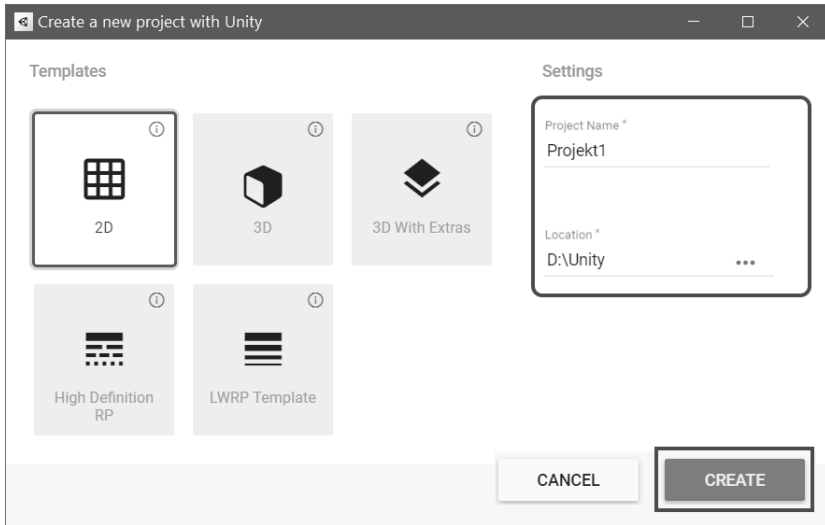 Create a new project with Unity
Templates
Settings
2D
3D
3D With Extras
High Definition
RP
LWRP Template
Project Name *
Projekt1
Location *
D:\Unity
•••
CANCEL
CREATE